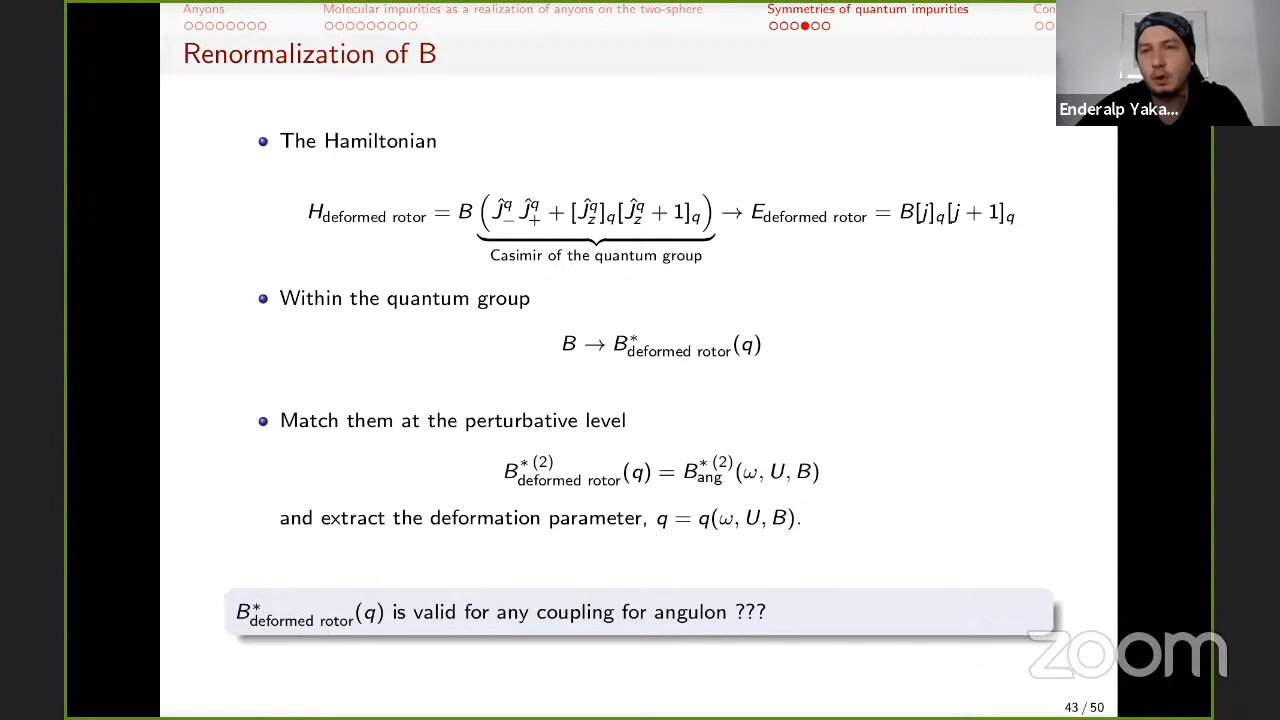 Anyons Molecular impurities as a realization of anyons on the two-sphere Symmetries of quantum impurities Con
Renormalization of B
Enderalp Yaka...
• The Hamiltonian
H_deformed rotor = B (Ĵ^q_− Ĵ^q_+ + [Ĵ^q_z]_q[Ĵ^q_z + 1]_q) → E_deformed rotor = B[j]_q[j + 1]_q
Casimir of the quantum group
• Within the quantum group
B → B^*_deformed rotor(q)
• Match them at the perturbative level
B^*(2)_deformed rotor(q) = B^*(2)_ang(ω, U, B)
and extract the deformation parameter, q = q(ω, U, B).
B^*_deformed rotor(q) is valid for any coupling for angulon ???
zoom
43 / 50